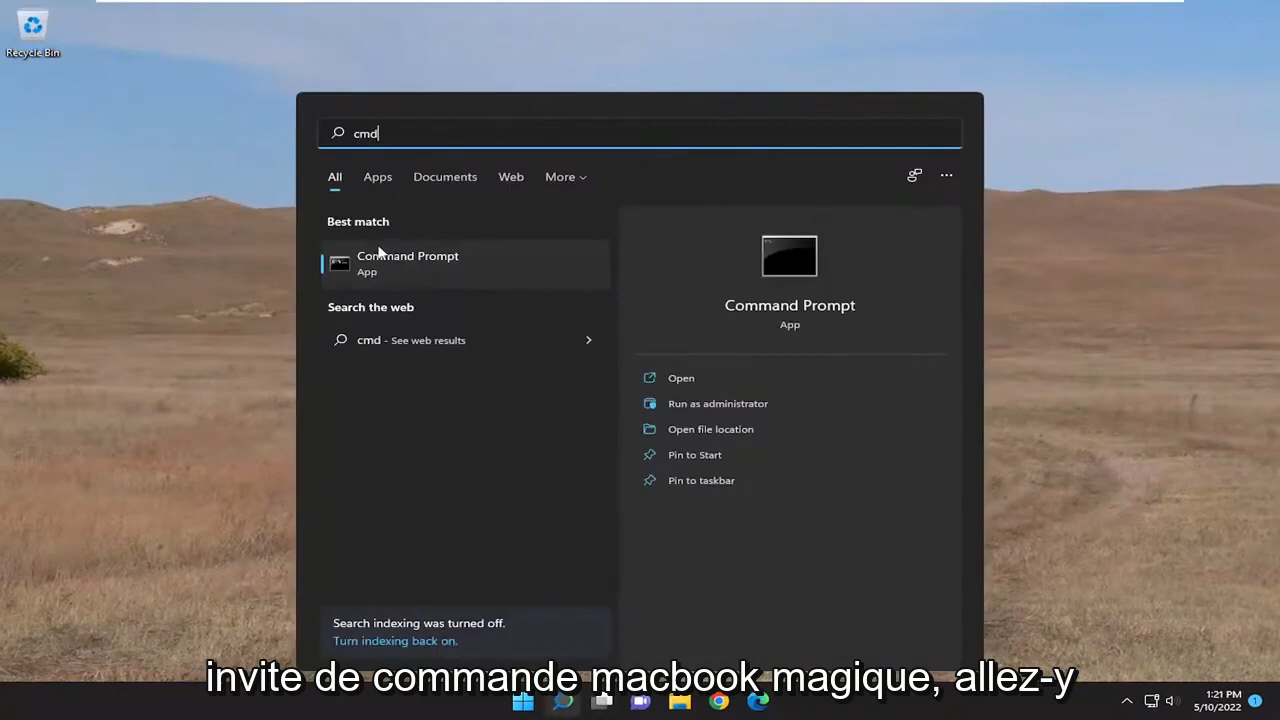 Recycle Bin
cmd
All
Apps
Documents
Web
More
Best match
Command Prompt
App
Search the web
cmd - See web results
Command Prompt
App
Open
Run as administrator
Open file location
Pin to Start
Pin to taskbar
Search indexing was turned off.
Turn indexing back on.
invite de commande macbook magique, allez-y
1:21 PM
5/10/2022
1